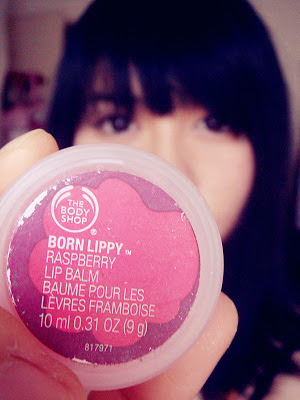 THE
BODY
SHOP®
BORN LIPPY™
RASPBERRY
LIP BALM
BAUME POUR LES
LÈVRES FRAMBOISE
10 ml 0.31 OZ (9 g)
817971